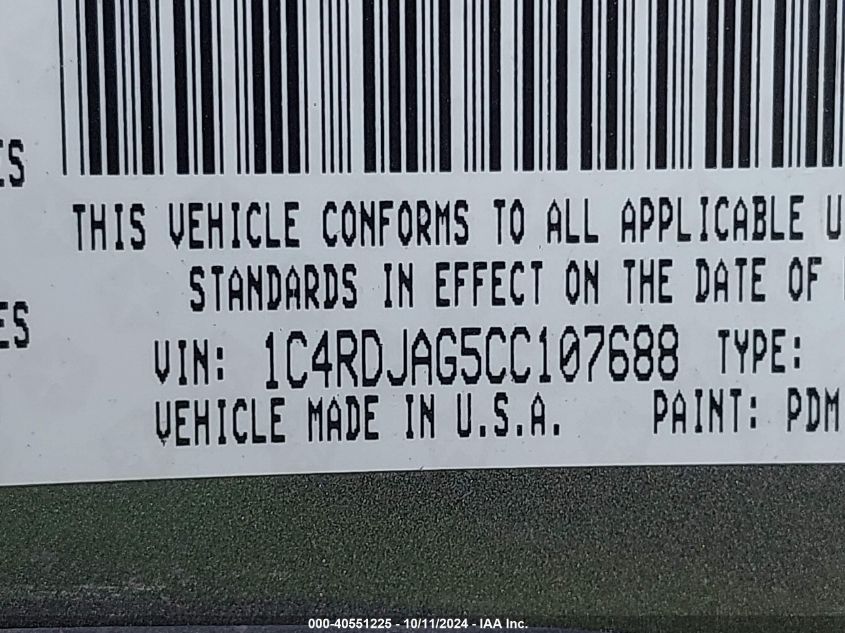 ES
THIS VEHICLE CONFORMS TO ALL APPLICABLE U
STANDARDS IN EFFECT ON THE DATE OF
ES
VIN: 1C4RDJAG5CC107688 TYPE:
VEHICLE MADE IN U.S.A. PAINT: PDM
000-40551225 - 10/11/2024 - IAA Inc.